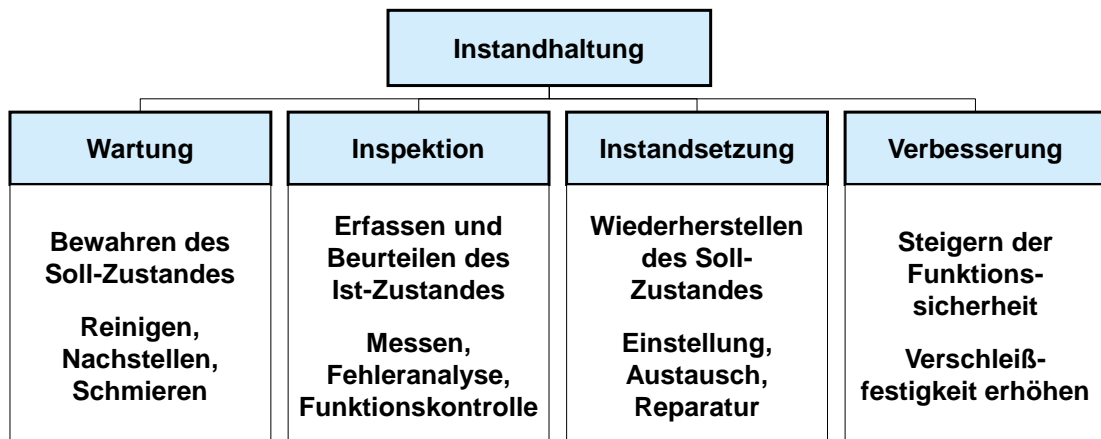 Instandhaltung
Wartung
Bewahren des
Soll-Zustandes
Reinigen,
Nachstellen,
Schmieren
Inspektion
Erfassen und
Beurteilen des
Ist-Zustandes
Messen,
Fehleranalyse,
Funktionskontrolle
Instandsetzung
Wiederherstellen
des Soll-
Zustandes
Einstellung,
Austausch,
Reparatur
Verbesserung
Steigern der
Funktions-
sicherheit
Verschleiß-
festigkeit erhöhen